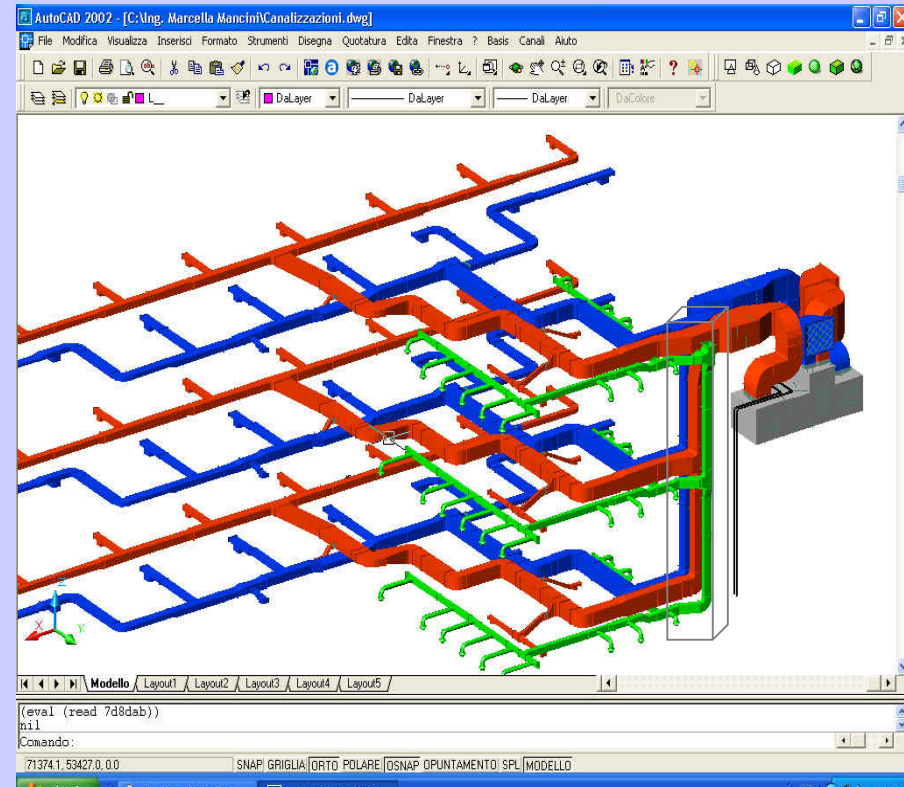 AutoCAD 2002 - [C:\Ing. Marcella Mancini\Canalizzazioni.dwg]
File Modifica Visualizza Inserisci Formato Strumenti Disegna Quotatura Edita Finestra ? Basis Canali Aiuto
L__ DaLayer DaLayer DaLayer DaColore
Z
X Y
Modello Layout1 Layout2 Layout3 Layout4 Layout5
(eval (read 7d8dab))
nil
Comando:
71374.1, 53427.0, 0.0 SNAP GRIGLIA ORTO POLARE OSNAP OPUNTAMENTO SPL MODELLO